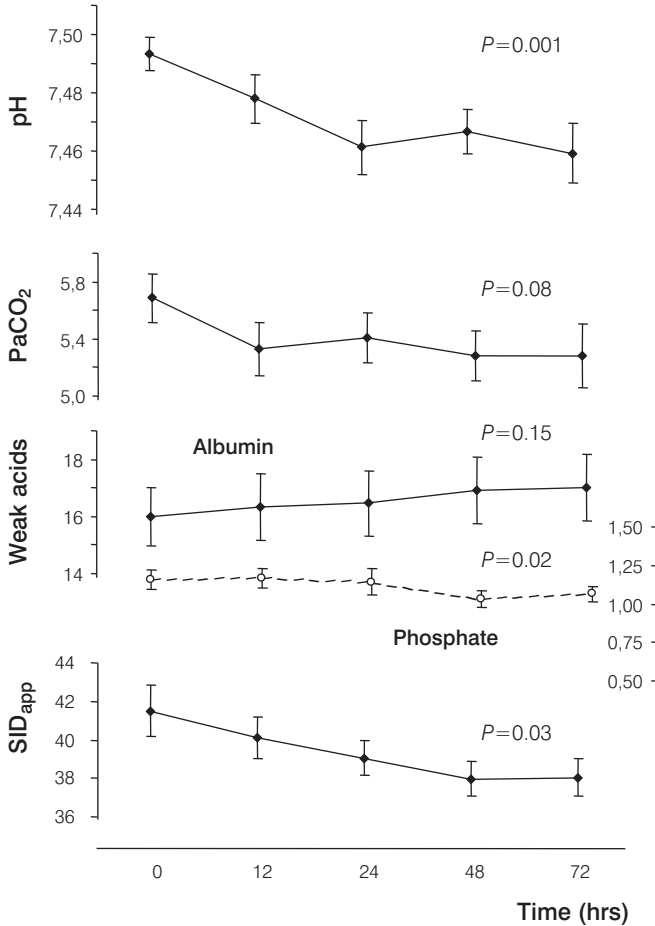 7,50
P=0.001
7,48
pH
7,46
7,44
5,8
P=0.08
PaCO2
5,4
5,0
P=0.15
Albumin
18
Weak acids
16
1,50
P=0.02
1,25
14
1,00
Phosphate
0,75
44
0,50
42
P=0.03
SIDapp
40
38
36
0 12 24 48 72
Time (hrs)